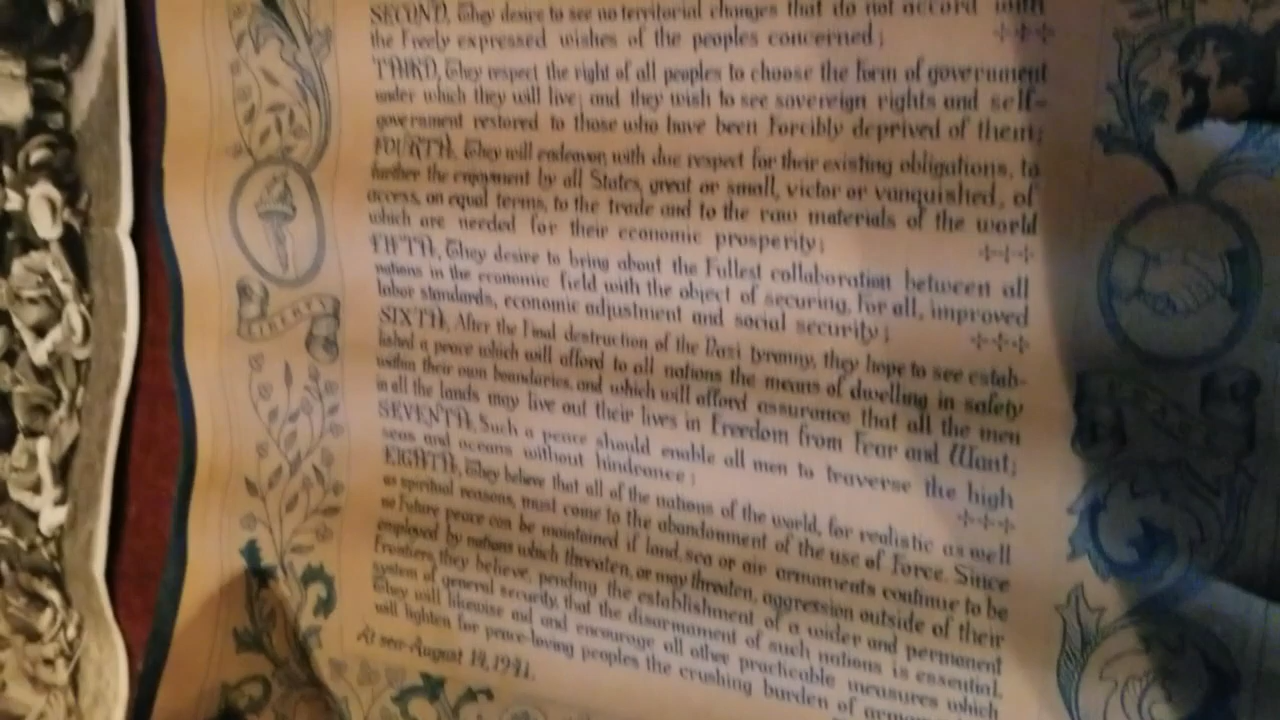 SECOND, They desire to see no territorial changes that do not accord with
the Freely expressed wishes of the peoples concerned;
THIRD, They respect the right of all peoples to choose the form of government
under which they will live; and they wish to see sovereign rights and self-
government restored to those who have been forcibly deprived of them;
FOURTH, They will endeavor, with due respect for their existing obligations, to
further the enjoyment by all States, great or small, victor or vanquished, of
access, on equal terms, to the trade and to the raw materials of the world
which are needed for their economic prosperity;
FIFTH, They desire to bring about the Fullest collaboration between all
nations in the economic field with the object of securing, for all, improved
labor standards, economic adjustment and social security;
SIXTH, After the Final destruction of the Nazi tyranny, they hope to see estab-
lished a peace which will afford to all nations the means of dwelling in safety
within their own boundaries, and which will afford assurance that all the men
in all the lands may live out their lives in Freedom from Fear and Want;
SEVENTH, Such a peace should enable all men to traverse the high
seas and oceans without hindrance;
EIGHTH, They believe that all of the nations of the world, for realistic as well
as spiritual reasons, must come to the abandonment of the use of Force. Since
no Future peace can be maintained if land, sea or air armaments continue to be
employed by nations which threaten, or may threaten, aggression outside of their
Frontiers, they believe, pending the establishment of a wider and permanent
system of general security, that the disarmament of such nations is essential.
They will likewise aid and encourage all other practicable measures which
will lighten for peace-loving peoples the crushing burden of
At sea-August 14, 1941.
LIBERTY